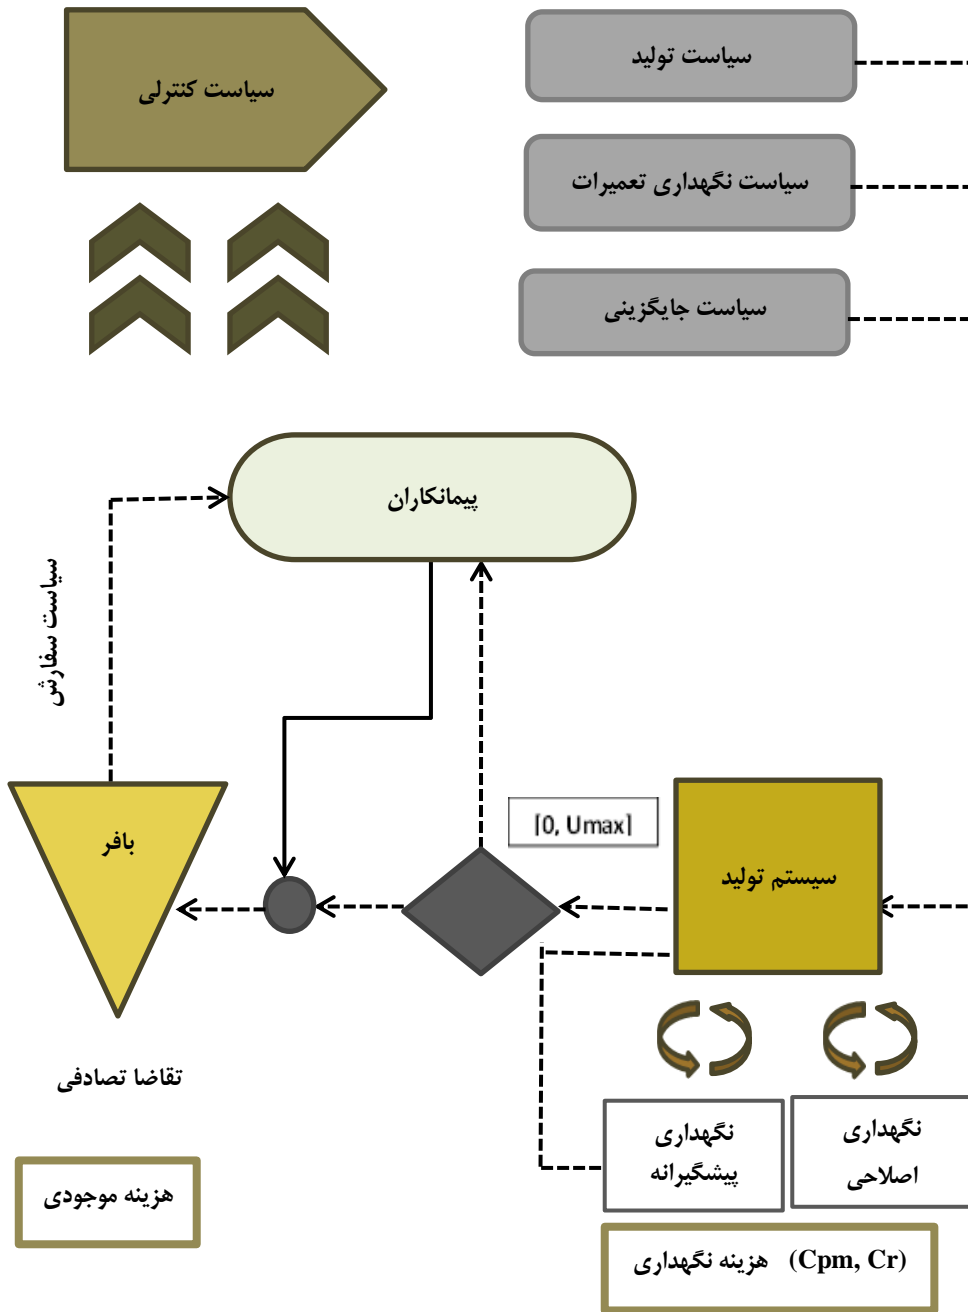 سیاست کنترلی
سیاست تولید
سیاست نگهداری تعمیرات
سیاست جایگزینی
پیمانکاران
سیاست سفارش
بافر
[0, Umax]
سیستم تولید
تقاضا تصادفی
نگهداری
پیشگیرانه
نگهداری
اصلاحی
هزینه موجودی
هزینه نگهداری (Cpm, Cr)